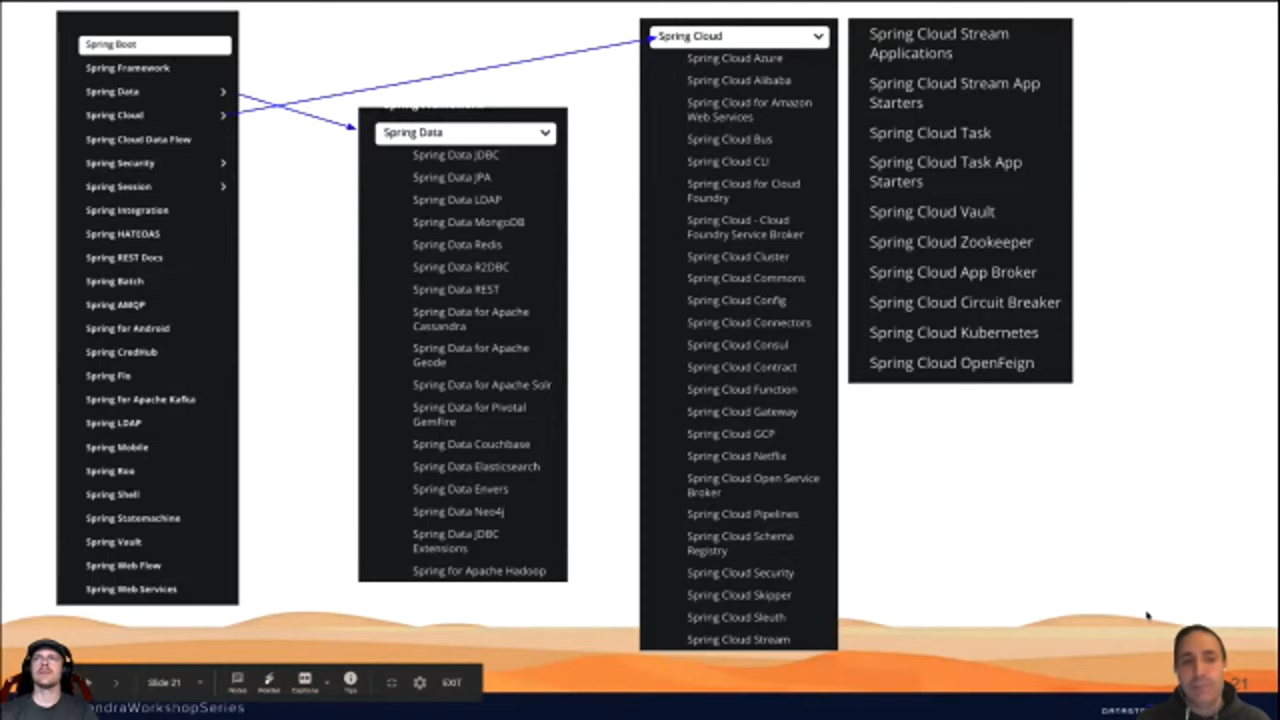 Spring Boot
Spring Framework
Spring Data
Spring Cloud
Spring Cloud Data Flow
Spring Security
Spring Session
Spring Integration
Spring HATEOAS
Spring REST Docs
Spring Batch
Spring AMQP
Spring for Android
Spring CredHub
Spring Flo
Spring for Apache Kafka
Spring LDAP
Spring Mobile
Spring Roo
Spring Shell
Spring Statemachine
Spring Vault
Spring Web Flow
Spring Web Services
Spring Data
Spring Data JDBC
Spring Data JPA
Spring Data LDAP
Spring Data MongoDB
Spring Data Redis
Spring Data R2DBC
Spring Data REST
Spring Data for Apache
Cassandra
Spring Data for Apache
Geode
Spring Data for Apache Solr
Spring Data for Pivotal
GemFire
Spring Data Couchbase
Spring Data Elasticsearch
Spring Data Envers
Spring Data Neo4j
Spring Data JDBC
Extensions
Spring for Apache Hadoop
Spring Cloud
Spring Cloud Azure
Spring Cloud Alibaba
Spring Cloud for Amazon
Web Services
Spring Cloud Bus
Spring Cloud CLI
Spring Cloud for Cloud
Foundry
Spring Cloud - Cloud
Foundry Service Broker
Spring Cloud Cluster
Spring Cloud Commons
Spring Cloud Config
Spring Cloud Connectors
Spring Cloud Consul
Spring Cloud Contract
Spring Cloud Function
Spring Cloud Gateway
Spring Cloud GCP
Spring Cloud Netflix
Spring Cloud Open Service
Broker
Spring Cloud Pipelines
Spring Cloud Schema
Registry
Spring Cloud Security
Spring Cloud Skipper
Spring Cloud Sleuth
Spring Cloud Stream
Spring Cloud Stream
Applications
Spring Cloud Stream App
Starters
Spring Cloud Task
Spring Cloud Task App
Starters
Spring Cloud Vault
Spring Cloud Zookeeper
Spring Cloud App Broker
Spring Cloud Circuit Breaker
Spring Cloud Kubernetes
Spring Cloud OpenFeign
Slide 21
Notes
Pointer
Captions
Tips
EXIT
21
endraWorkshopSeries
DATAST